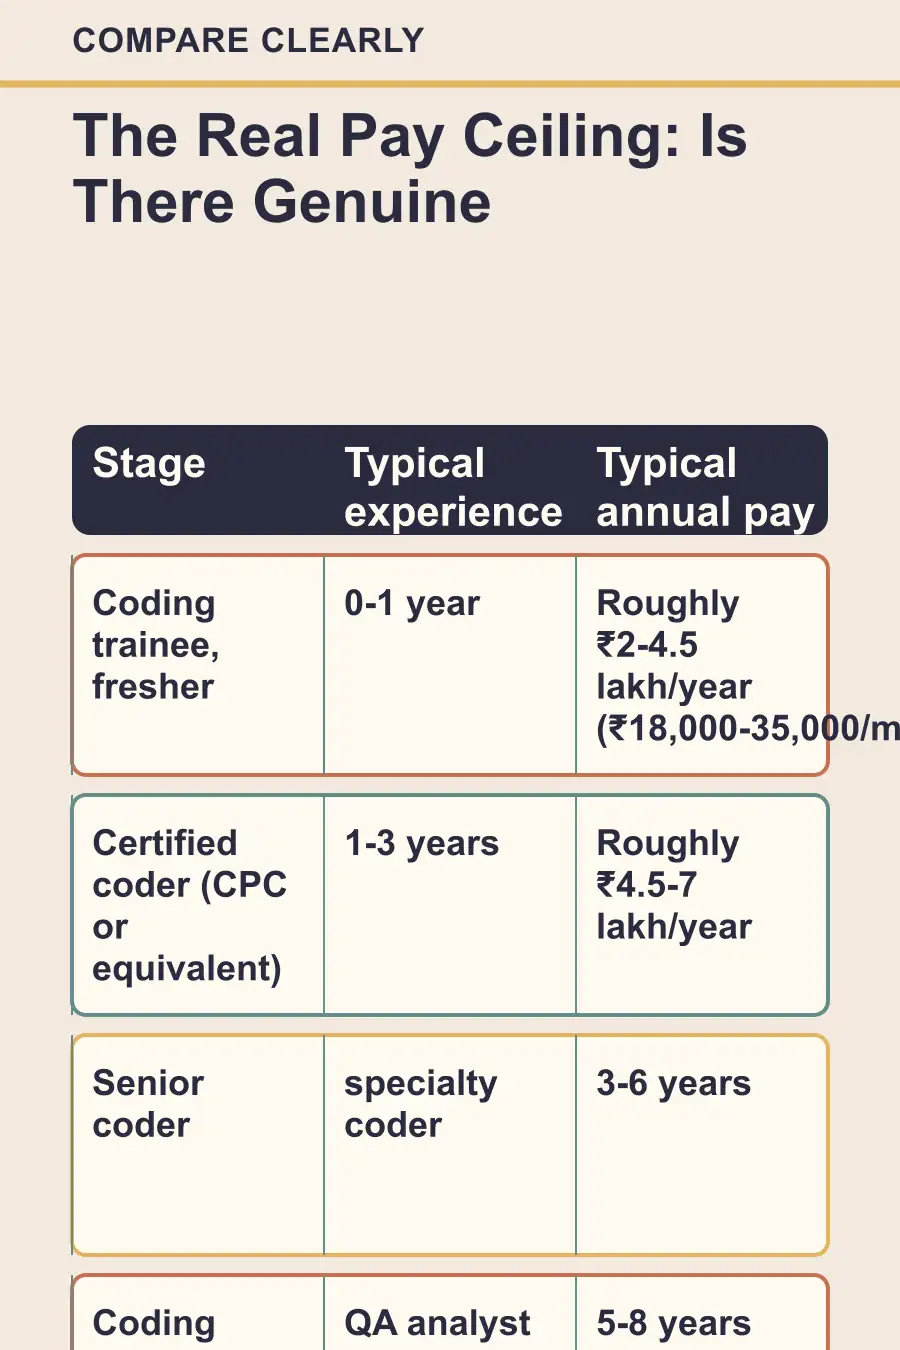 COMPARE CLEARLY
The Real Pay Ceiling: Is
There Genuine
Stage
Typical
experience
Typical
annual pay
Coding
trainee,
fresher
0-1 year
Roughly
₹2-4.5
lakh/year
(₹18,000-35,000/m
Certified
coder (CPC
or
equivalent)
1-3 years
Roughly
₹4.5-7
lakh/year
Senior
coder
specialty
coder
3-6 years
Coding
QA analyst
5-8 years